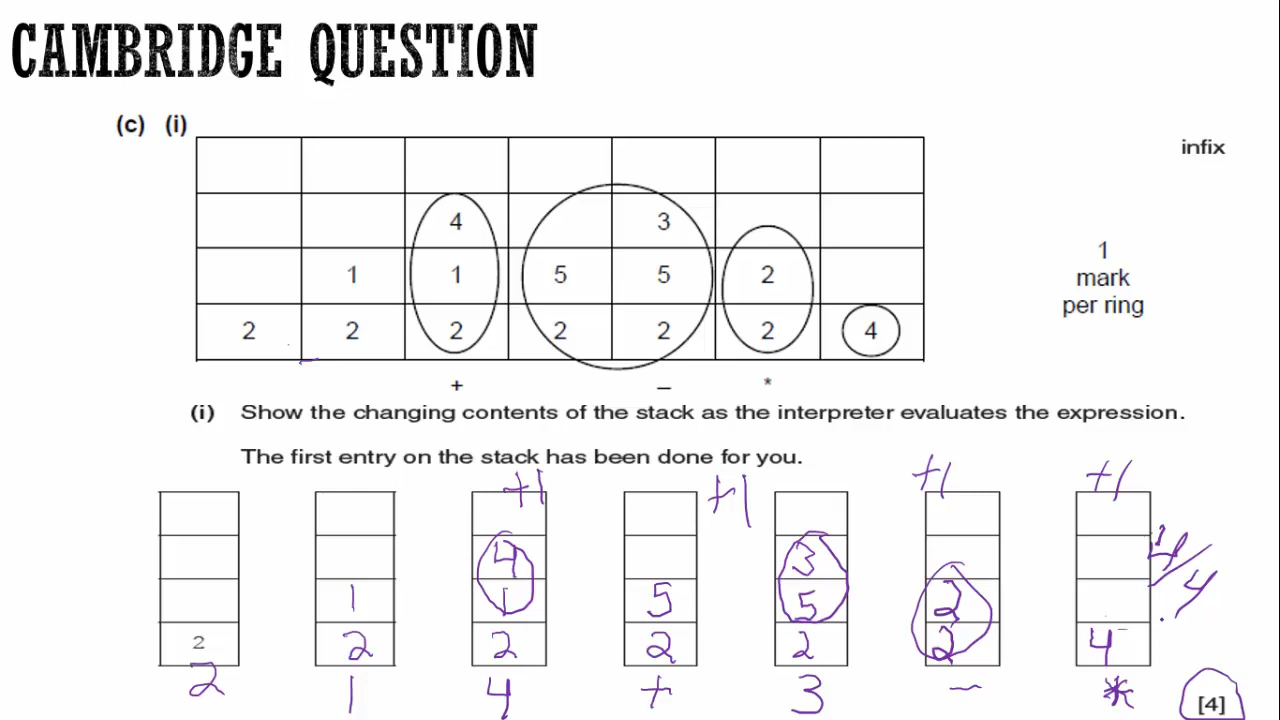 CAMBRIDGE QUESTION
(c) (i)
infix
4 3
1 1 5 5 2
2 2 2 2 2 2 4
+ – *
1
mark
per ring
(i) Show the changing contents of the stack as the interpreter evaluates the expression.
The first entry on the stack has been done for you.
+1 +1 +1 +1
4 3
1 1 5 5 2
2 2 2 2 2 2 4
4/4
2 1 4 + 3 – *
[4]